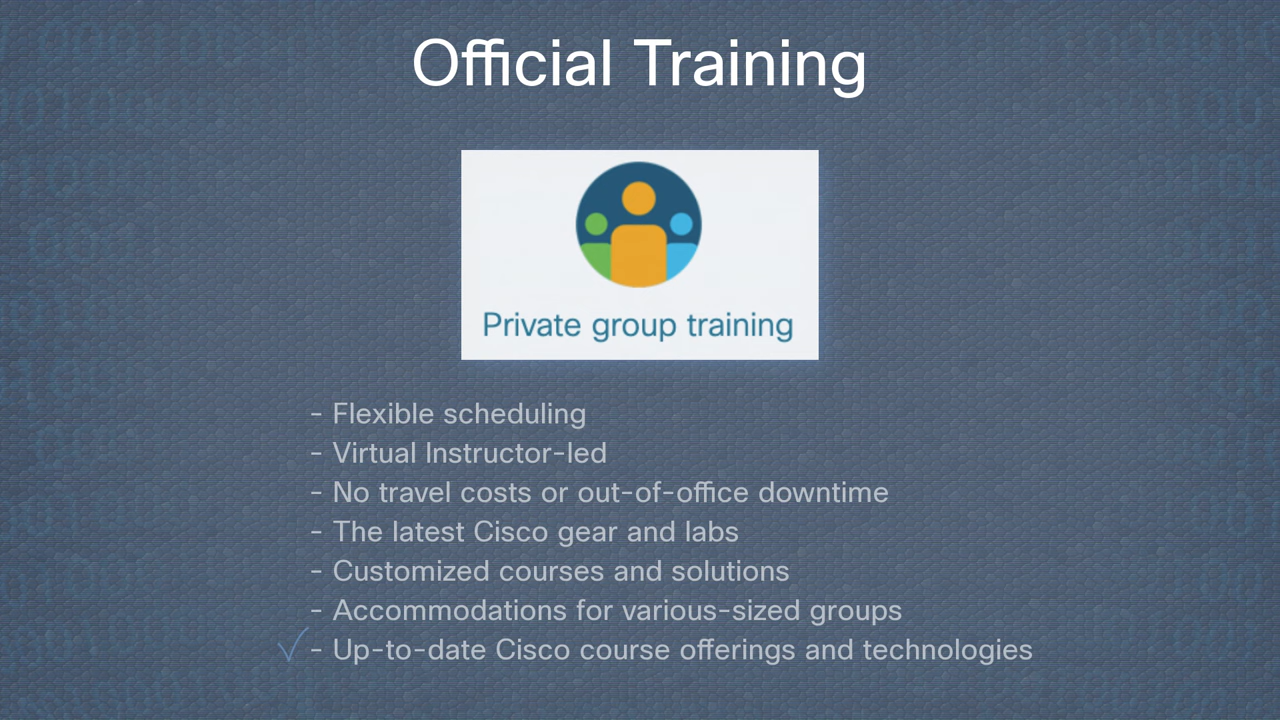 Official Training
Private group training
- Flexible scheduling
- Virtual Instructor-led
- No travel costs or out-of-office downtime
- The latest Cisco gear and labs
- Customized courses and solutions
- Accommodations for various-sized groups
- Up-to-date Cisco course offerings and technologies